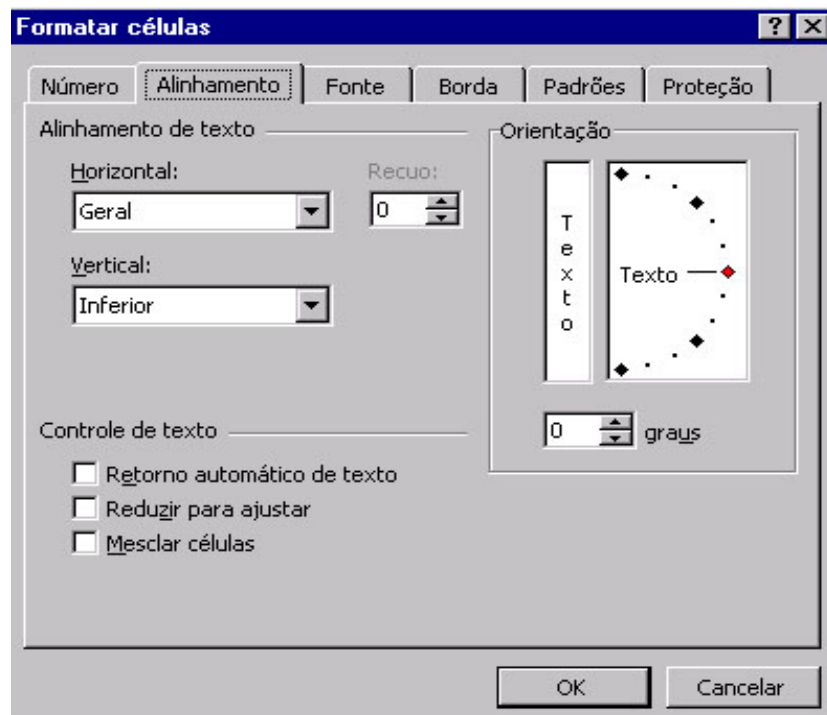 Formatar células
Número Alinhamento Fonte Borda Padrões Proteção
Alinhamento de texto
Horizontal:
Recuo:
Geral
0
Vertical:
Inferior
Orientação
Texto
Texto
0 graus
Controle de texto
Retorno automático de texto
Reduzir para ajustar
Mesclar células
OK
Cancelar